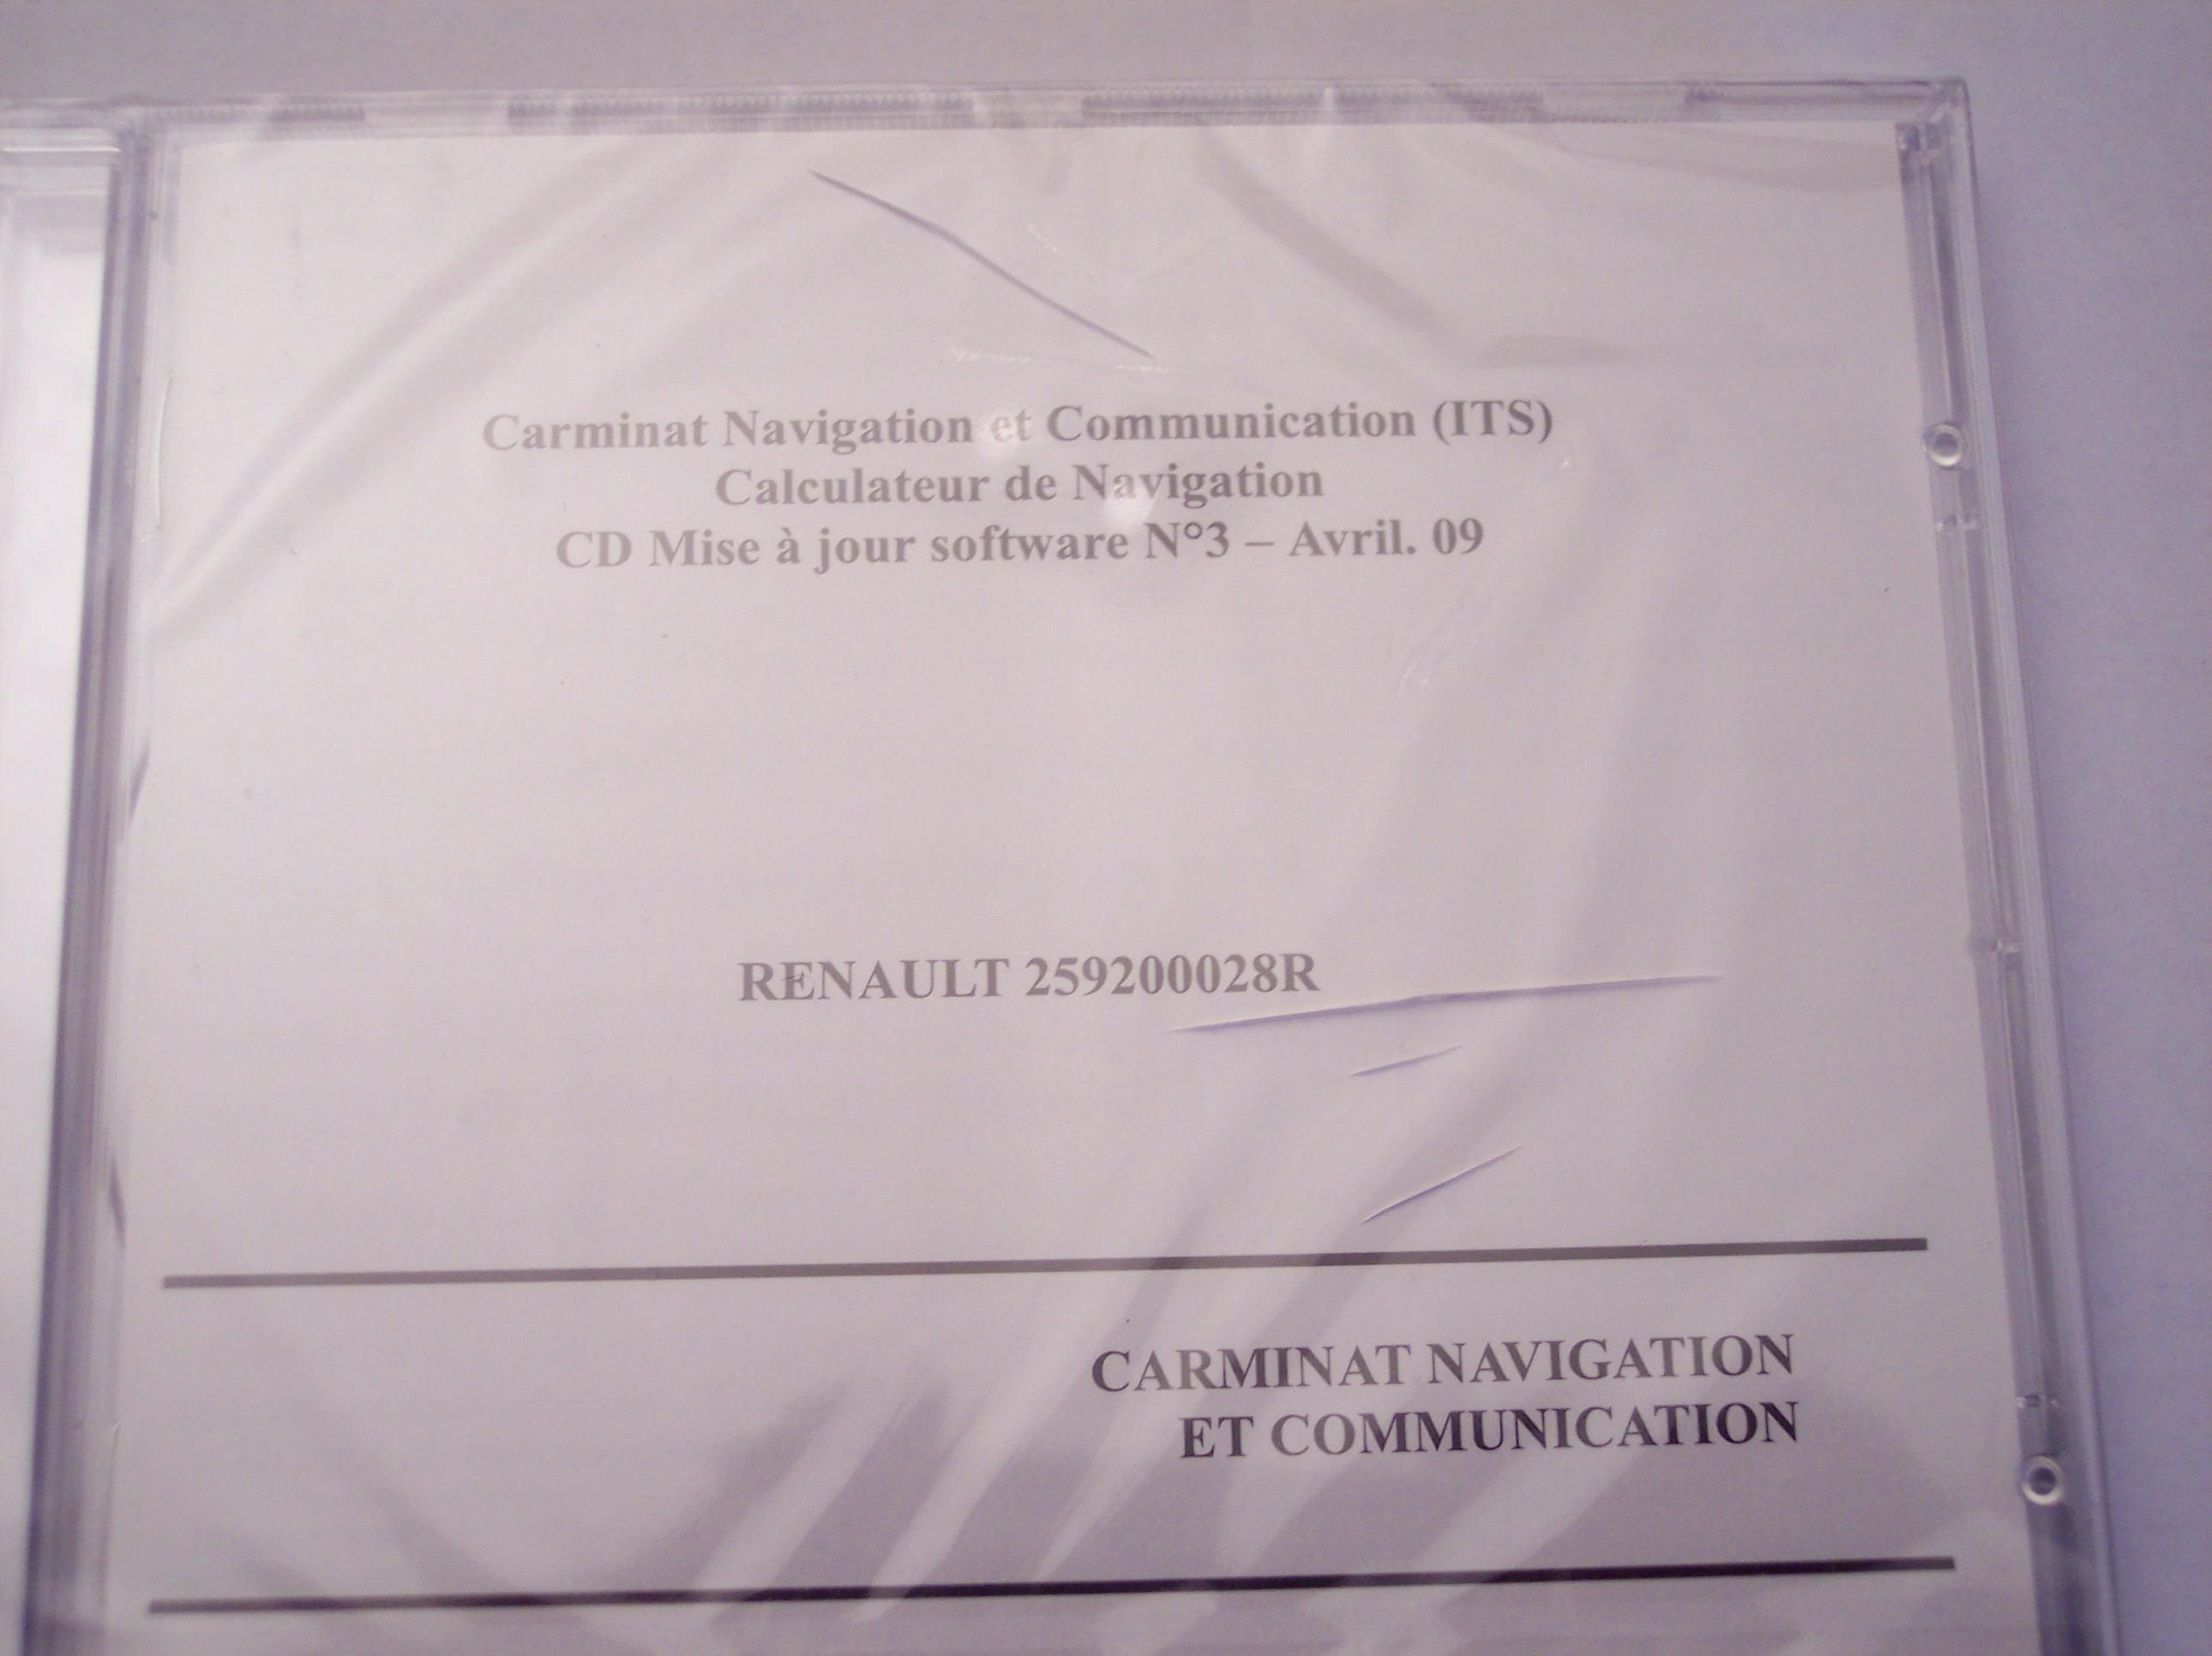 Carminat Navigation et Communication (ITS)
Calculateur de Navigation
CD Mise à jour software N°3 – Avril. 09
RENAULT 259200028R
CARMINAT NAVIGATION
ET COMMUNICATION